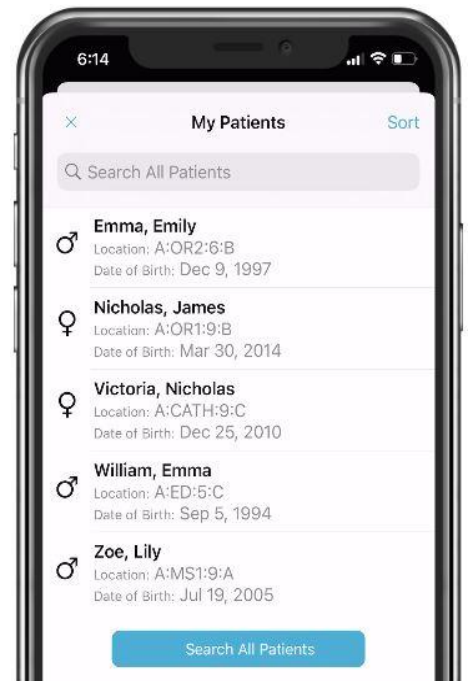 6:14
My Patients
Sort
Search All Patients
Emma, Emily
Location: A:OR2:6:B
Date of Birth: Dec 9, 1997
Nicholas, James
Location: A:OR1:9:B
Date of Birth: Mar 30, 2014
Victoria, Nicholas
Location: A:CATH:9:C
Date of Birth: Dec 25, 2010
William, Emma
Location: A:ED:5:C
Date of Birth: Sep 5, 1994
Zoe, Lily
Location: A:MS1:9:A
Date of Birth: Jul 19, 2005
Search All Patients